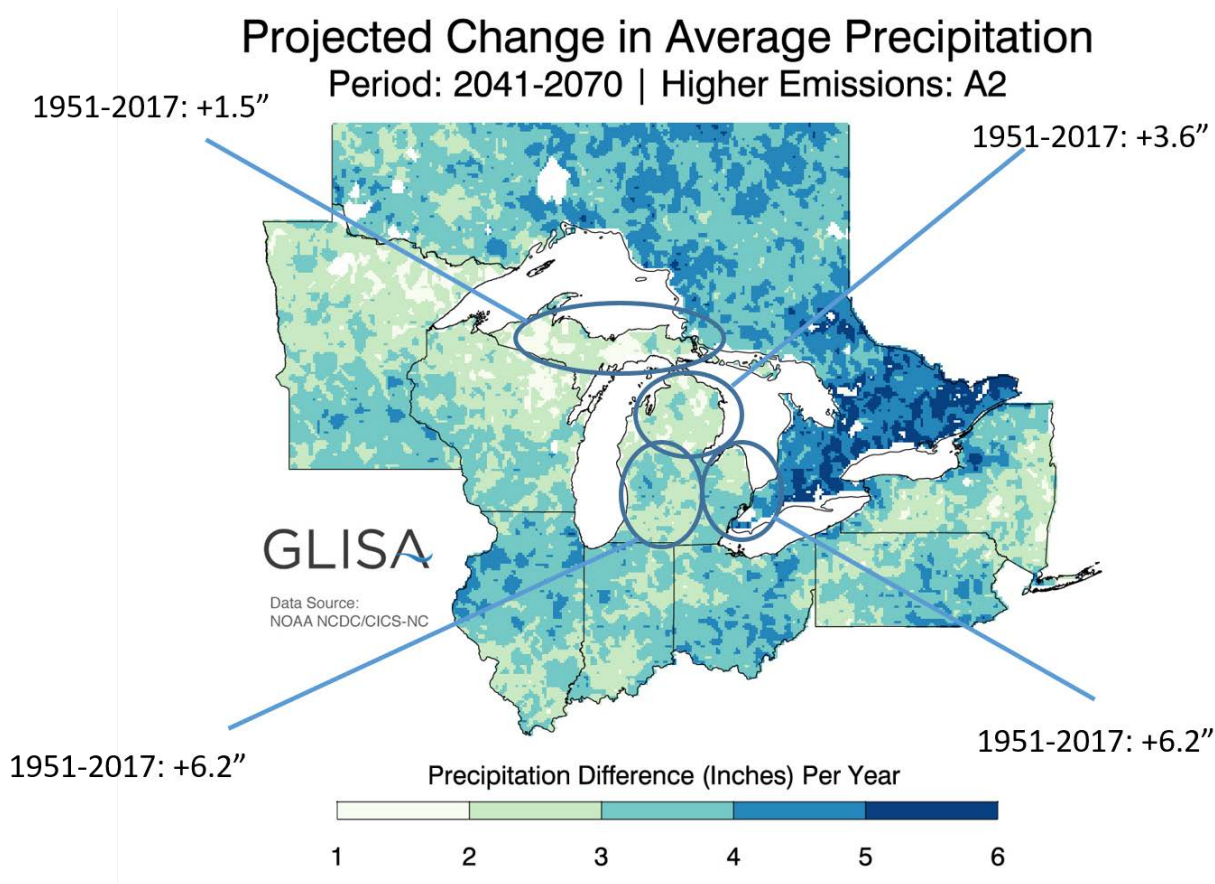 Projected Change in Average Precipitation
Period: 2041-2070 | Higher Emissions: A2
1951-2017: +1.5”
1951-2017: +3.6”
GLISA
Data Source:
NOAA NCDC/CICS-NC
1951-2017: +6.2”
1951-2017: +6.2”
Precipitation Difference (Inches) Per Year
1 2 3 4 5 6